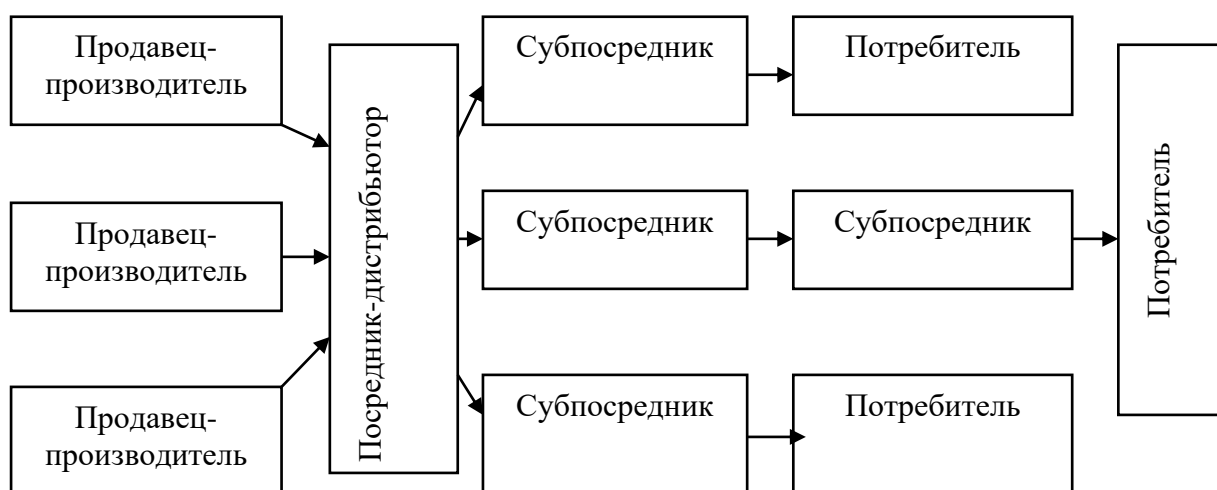 Продавец-
производитель
Продавец-
производитель
Продавец-
производитель
Посредник-дистрибьютор
Субпосредник
Потребитель
Субпосредник
Субпосредник
Субпосредник
Потребитель
Потребитель